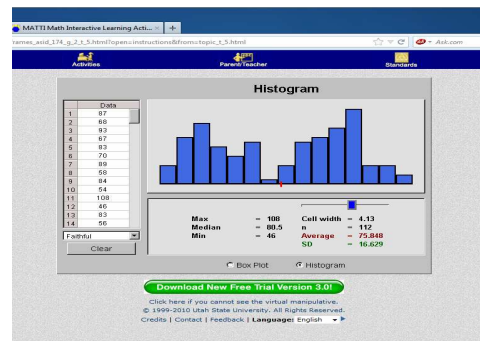 MATTI Math Interactive Learning Acti...
rames_asid_174_g_2_t_5.html?open=instructions&from=topic_t_5.html
Ask.com
Activities
Parent/Teacher
Standards
Histogram
Data
1 97
2 68
3 93
4 67
5 83
6 70
7 89
8 58
9 84
10 54
11 108
12 46
13 83
14 56
Faithful
Clear
Max = 108
Median = 80.5
Min = 46
Cell width = 4.13
n = 112
Average = 75.848
SD = 16.629
Box Plot
Histogram
Download New Free Trial Version 3.0!
Click here if you cannot see the virtual manipulative.
© 1999-2010 Utah State University. All Rights Reserved.
Credits | Contact | Feedback | Language: English